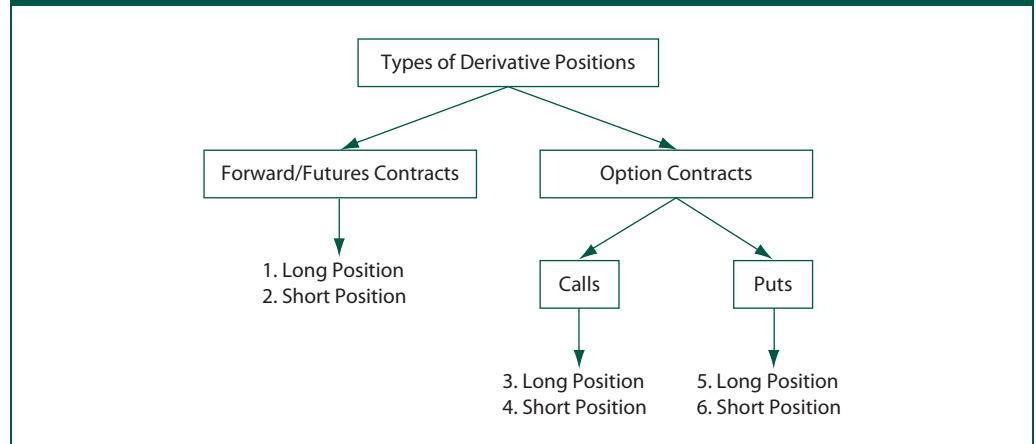 Types of Derivative Positions
Forward/Futures Contracts
Option Contracts
1. Long Position
2. Short Position
Calls
Puts
3. Long Position
4. Short Position
5. Long Position
6. Short Position